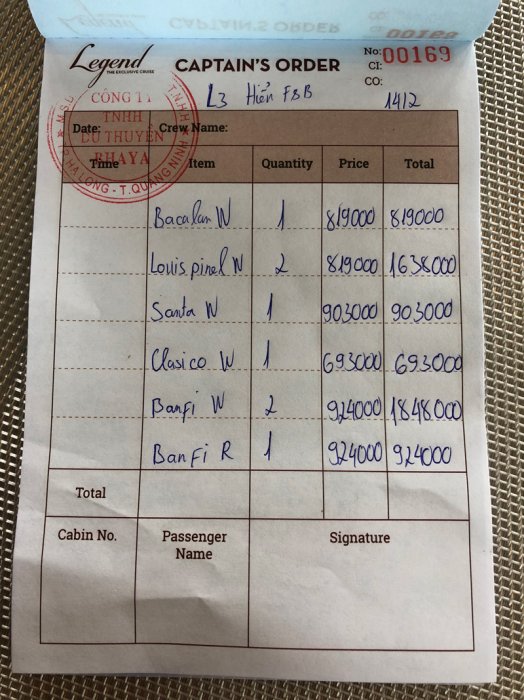 Legend
THE EXCLUSIVE CRUISE
CAPTAIN'S ORDER
No: 00169
CI:
CO:
L3 Hiển F&B 1412
CÔNG TY
TNHH
DU THUYỀN
BHAYA
HẠ LONG - T. QUẢNG NINH
Date: Crew Name:
Time Item Quantity Price Total
Bacalan W 1 819000 819000
Louis pinel W 2 819000 1638000
Santa W 1 903000 903000
Clasico W 1 693000 693000
Banfi W 2 924000 1848000
Banfi R 1 924000 924000
Total
Cabin No. Passenger Name Signature